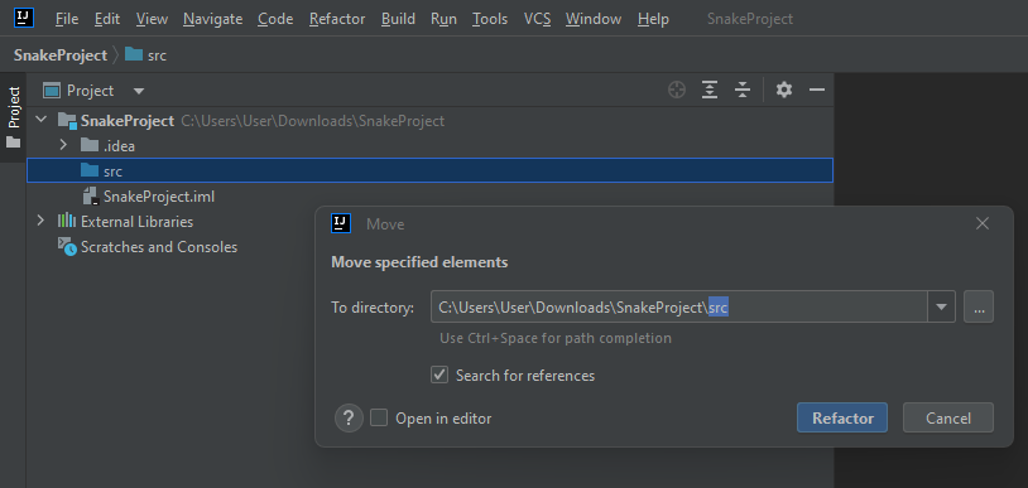 IJ File Edit View Navigate Code Refactor Build Run Tools VCS Window Help SnakeProject
SnakeProject src
Project
Project
SnakeProject C:\Users\User\Downloads\SnakeProject
.idea
src
SnakeProject.iml
External Libraries
Scratches and Consoles
IJ Move
Move specified elements
To directory: C:\Users\User\Downloads\SnakeProject\src ...
Use Ctrl+Space for path completion
Search for references
? Open in editor Refactor Cancel